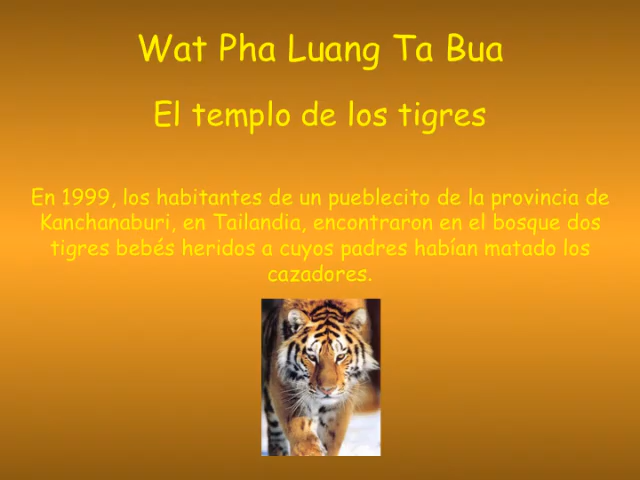 Wat Pha Luang Ta Bua
El templo de los tigres
En 1999, los habitantes de un pueblecito de la provincia de
Kanchanaburi, en Tailandia, encontraron en el bosque dos
tigres bebés heridos a cuyos padres habían matado los
cazadores.